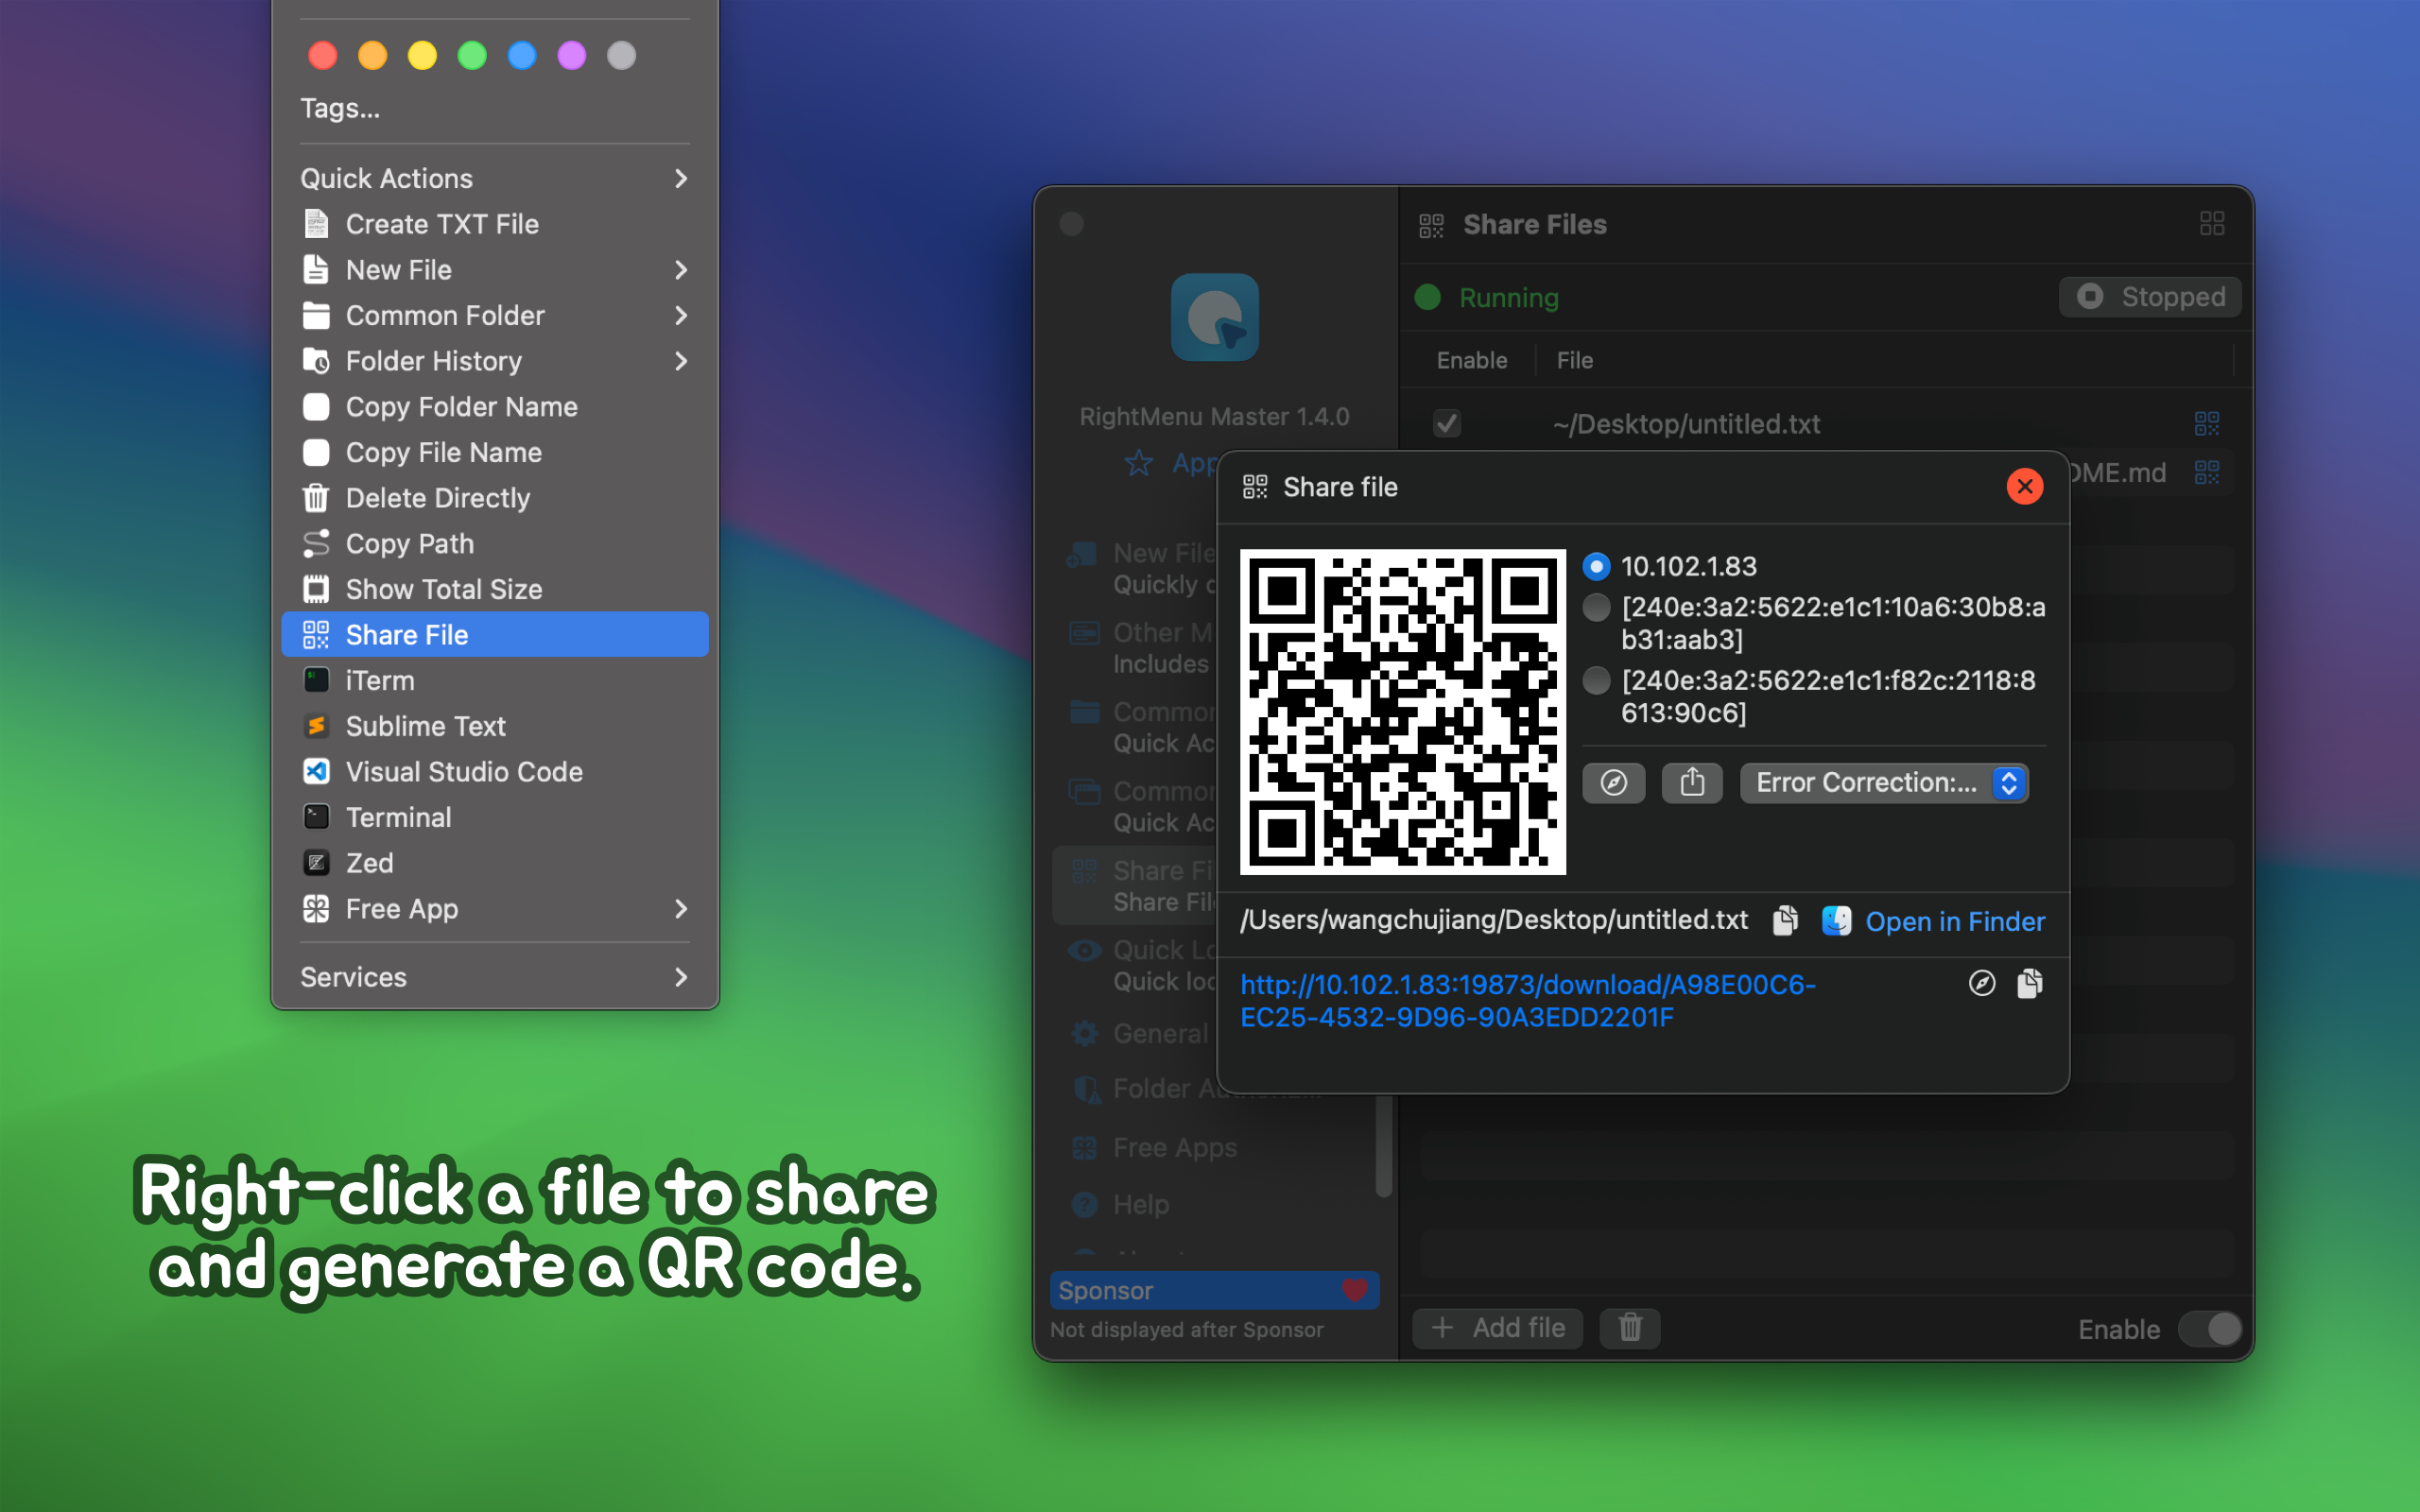 Tags...
Quick Actions
Create TXT File
New File
Common Folder
Folder History
Copy Folder Name
Copy File Name
Delete Directly
Copy Path
Show Total Size
Share File
iTerm
Sublime Text
Visual Studio Code
Terminal
Zed
Free App
Services
Right-click a file to share
and generate a QR code.
RightMenu Master 1.4.0
App
New File
Quickly c
Other M
Includes
Common
Quick Ac
Common
Quick Ac
Share Fi
Share File
Quick Lo
Quick loo
General
Folder
Free Apps
Help
Sponsor
Not displayed after Sponsor
Share Files
Running
Stopped
Enable
File
~/Desktop/untitled.txt
OME.md
Share file
10.102.1.83
[240e:3a2:5622:e1c1:10a6:30b8:a
b31:aab3]
[240e:3a2:5622:e1c1:f82c:2118:8
613:90c6]
Error Correction:...
/Users/wangchujiang/Desktop/untitled.txt
Open in Finder
http://10.102.1.83:19873/download/A98E00C6-
EC25-4532-9D96-90A3EDD2201F
Add file
Enable